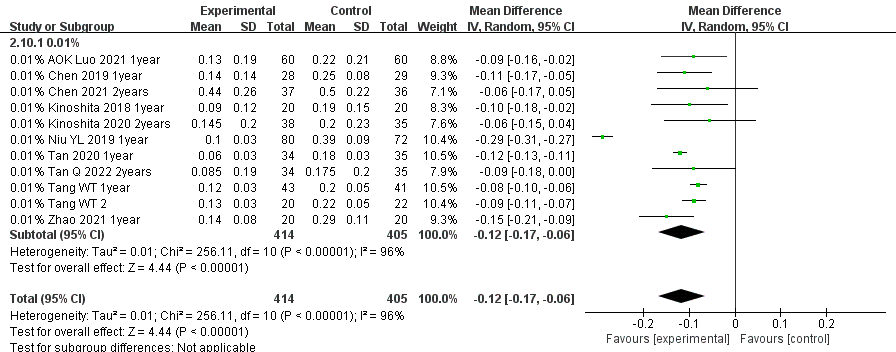 Experimental Control Mean Difference Mean Difference
Study or Subgroup Mean SD Total Mean SD Total Weight IV, Random, 95% CI IV, Random, 95% CI
2.10.1 0.01%
0.01% AOK Luo 2021 1year 0.13 0.19 60 0.22 0.21 60 8.8% -0.09 [-0.16, -0.02]
0.01% Chen 2019 1year 0.14 0.14 28 0.25 0.08 29 9.4% -0.11 [-0.17, -0.05]
0.01% Chen 2021 2years 0.44 0.26 37 0.5 0.22 36 7.4% -0.06 [-0.17, 0.05]
0.01% Kinoshita 2018 1year 0.09 0.12 20 0.19 0.15 20 8.4% -0.10 [-0.18, -0.02]
0.01% Kinoshita 2020 2years 0.145 0.2 38 0.2 0.23 35 7.6% -0.06 [-0.15, 0.04]
0.01% Niu YL 2019 1year 0.1 0.03 80 0.39 0.09 72 10.4% -0.29 [-0.31, -0.27]
0.01% Tan 2020 1year 0.06 0.03 34 0.18 0.03 35 10.5% -0.12 [-0.13, -0.11]
0.01% Tan Q 2022 2years 0.085 0.19 34 0.175 0.2 35 7.8% -0.09 [-0.18, 0.00]
0.01% Tang WT 1year 0.12 0.03 43 0.2 0.05 41 10.5% -0.08 [-0.10, -0.06]
0.01% Tang WT 2 0.13 0.03 20 0.22 0.05 22 10.4% -0.09 [-0.11, -0.07]
0.01% Zhao 2021 1year 0.14 0.08 20 0.29 0.11 20 9.0% -0.15 [-0.21, -0.09]
Subtotal (95% CI) 414 405 100.0% -0.12 [-0.17, -0.06]
Heterogeneity: Tau² = 0.01; Chi² = 256.11, df = 10 (P < 0.00001); I² = 96%
Test for overall effect: Z = 4.44 (P < 0.00001)
Total (95% CI) 414 405 100.0% -0.12 [-0.17, -0.06]
Heterogeneity: Tau² = 0.01; Chi² = 256.11, df = 10 (P < 0.00001); I² = 96%
Test for overall effect: Z = 4.44 (P < 0.00001)
Test for subgroup differences: Not applicable
-0.2 -0.1 0 0.1 0.2
Favours [experimental] Favours [control]